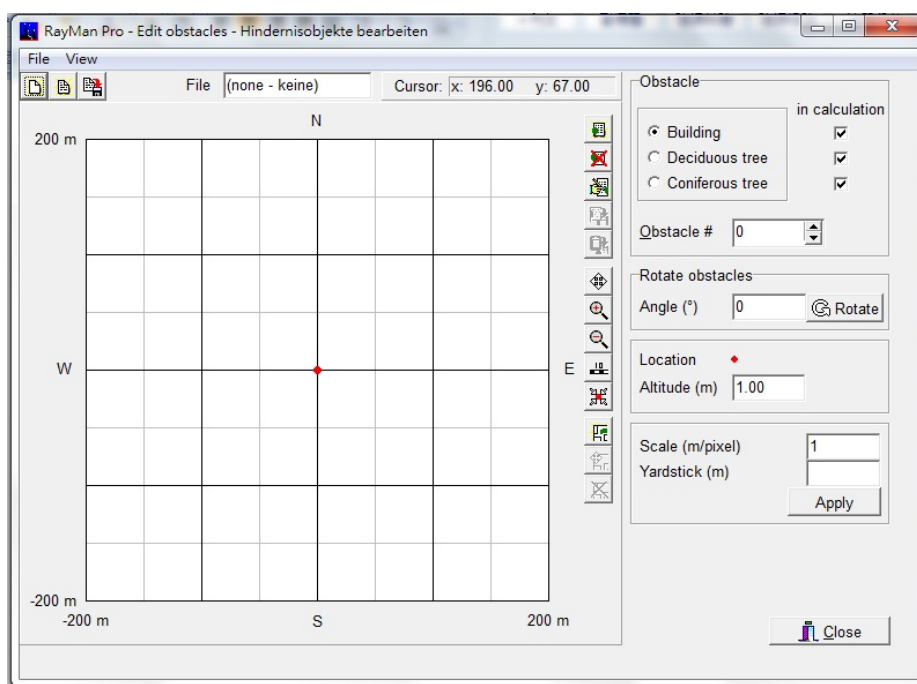 RayMan Pro - Edit obstacles - Hindernisobjekte bearbeiten
File View
File (none - keine) Cursor: x: 196.00 y: 67.00
N
200 m
W
E
-200 m
-200 m S 200 m
Obstacle
in calculation
Building
Deciduous tree
Coniferous tree
Obstacle # 0
Rotate obstacles
Angle (°) 0 Rotate
Location
Altitude (m) 1.00
Scale (m/pixel) 1
Yardstick (m)
Apply
Close